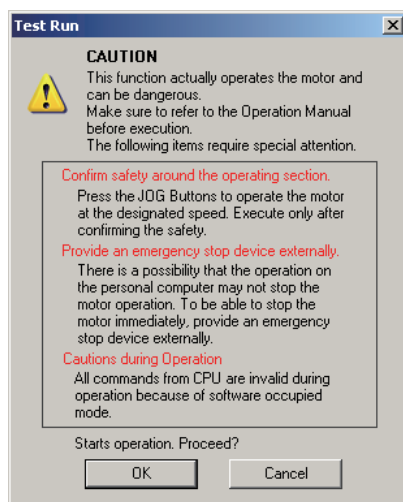 Test Run
CAUTION
This function actually operates the motor and
can be dangerous.
Make sure to refer to the Operation Manual
before execution.
The following items require special attention.
Confirm safety around the operating section.
Press the JOG Buttons to operate the motor
at the designated speed. Execute only after
confirming the safety.
Provide an emergency stop device externally.
There is a possibility that the operation on
the personal computer may not stop the
motor operation. To be able to stop the
motor immediately, provide an emergency
stop device externally.
Cautions during Operation
All commands from CPU are invalid during
operation because of software occupied
mode.
Starts operation. Proceed?
OK
Cancel